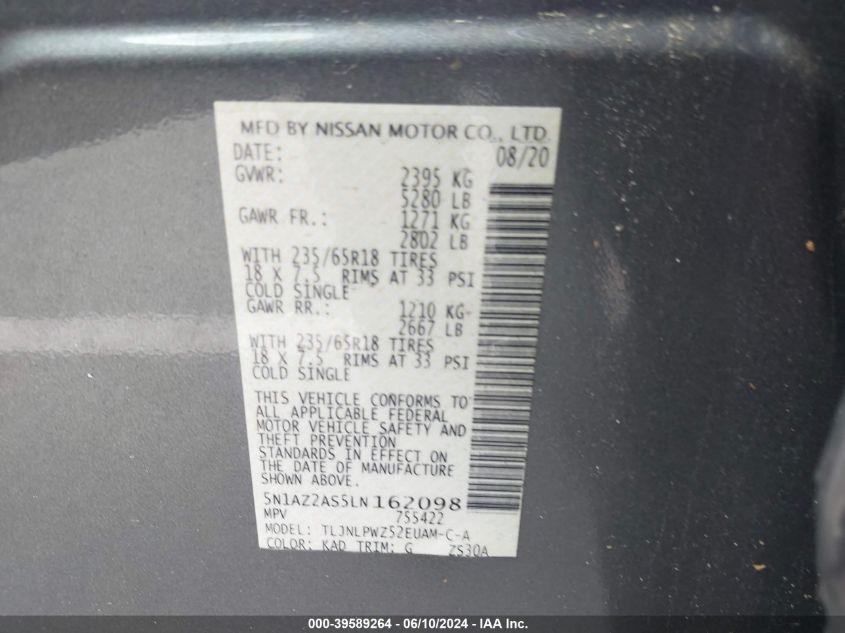 MFD BY NISSAN MOTOR CO., LTD.
DATE: 08/20
GVWR: 2395 KG
5280 LB
GAWR FR.: 1271 KG
2802 LB
WITH 235/65R18 TIRES
18 X 7.5 RIMS AT 33 PSI
COLD SINGLE
GAWR RR.: 1210 KG
2667 LB
WITH 235/65R18 TIRES
18 X 7.5 RIMS AT 33 PSI
COLD SINGLE
THIS VEHICLE CONFORMS TO
ALL APPLICABLE FEDERAL
MOTOR VEHICLE SAFETY AND
THEFT PREVENTION
STANDARDS IN EFFECT ON
THE DATE OF MANUFACTURE
SHOWN ABOVE.
5N1AZ2AS5LN162098
MPV 755422
MODEL: TLJNLPWZ52EUAM-C-A
COLOR: KAD TRIM: G ZS30A
000-39589264 - 06/10/2024 - IAA Inc.